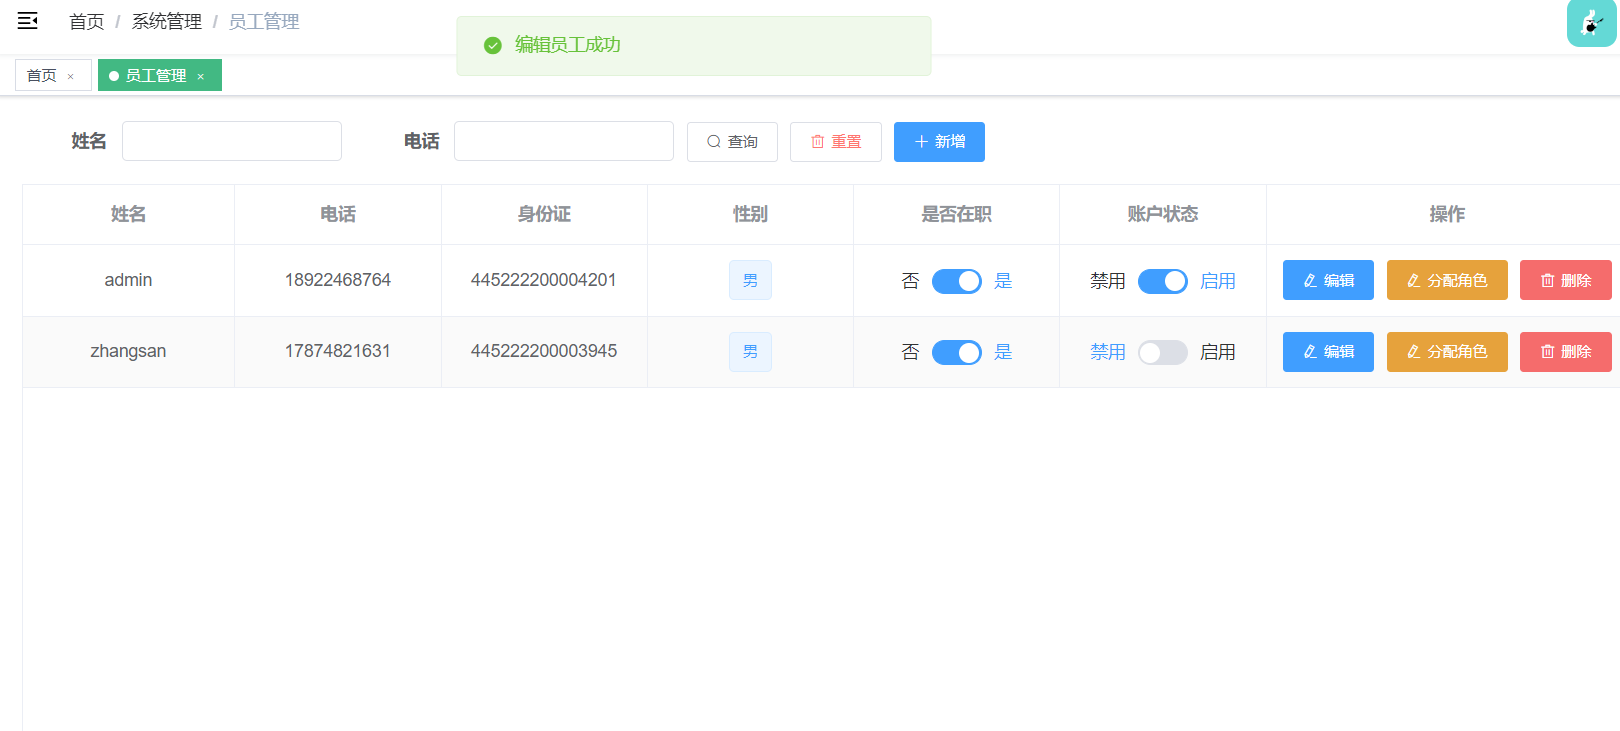 首页 / 系统管理 / 员工管理
编辑员工成功
首页 × 员工管理 ×
姓名 电话 查询 重置 新增
姓名 电话 身份证 性别 是否在职 账户状态 操作
admin 18922468764 445222200004201 男 否 是 禁用 启用 编辑 分配角色 删除
zhangsan 17874821631 445222200003945 男 否 是 禁用 启用 编辑 分配角色 删除